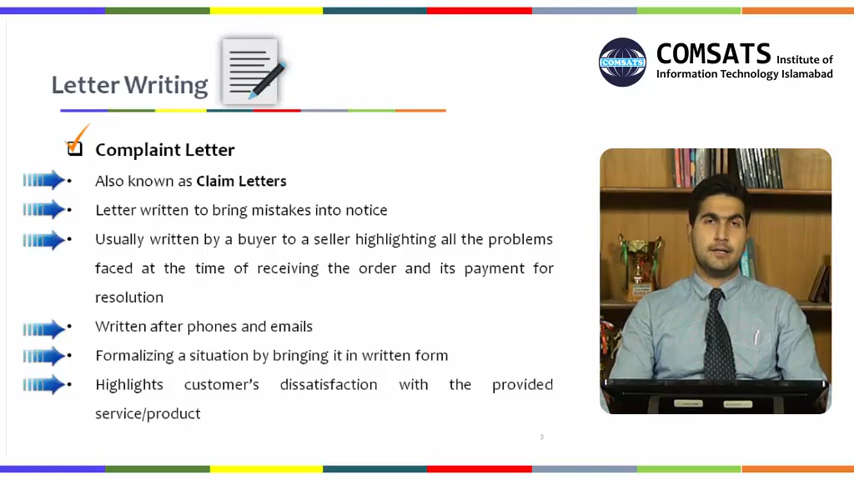 COMSATS Institute of
Information Technology Islamabad
COMSATS
Letter Writing
Complaint Letter
• Also known as Claim Letters
• Letter written to bring mistakes into notice
• Usually written by a buyer to a seller highlighting all the problems
faced at the time of receiving the order and its payment for
resolution
• Written after phones and emails
• Formalizing a situation by bringing it in written form
• Highlights customer's dissatisfaction with the provided
service/product
3